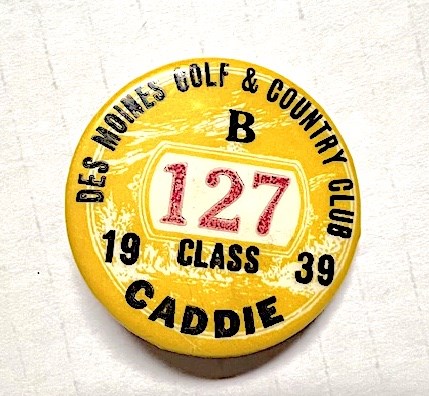 DES MOINES GOLF & COUNTRY CLUB
B
127
19 CLASS 39
CADDIE